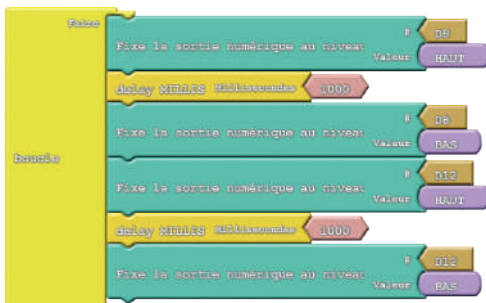 Faire
# D8
Fixe la sortie numérique au niveau
Valeur HAUT
delay MILLIS Millisecondes 1000
# D8
Fixe la sortie numérique au niveau
Valeur BAS
boucle
# D12
Fixe la sortie numérique au niveau
Valeur HAUT
delay MILLIS Millisecondes 1000
# D12
Fixe la sortie numérique au niveau
Valeur BAS